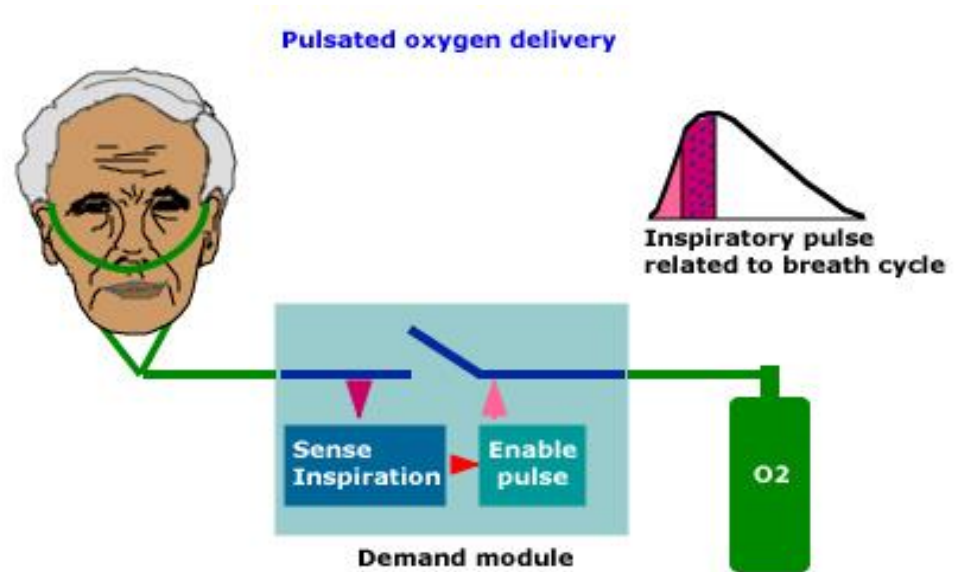 Pulsated oxygen delivery
Inspiratory pulse
related to breath cycle
Sense
Inspiration
Enable
pulse
O2
Demand module